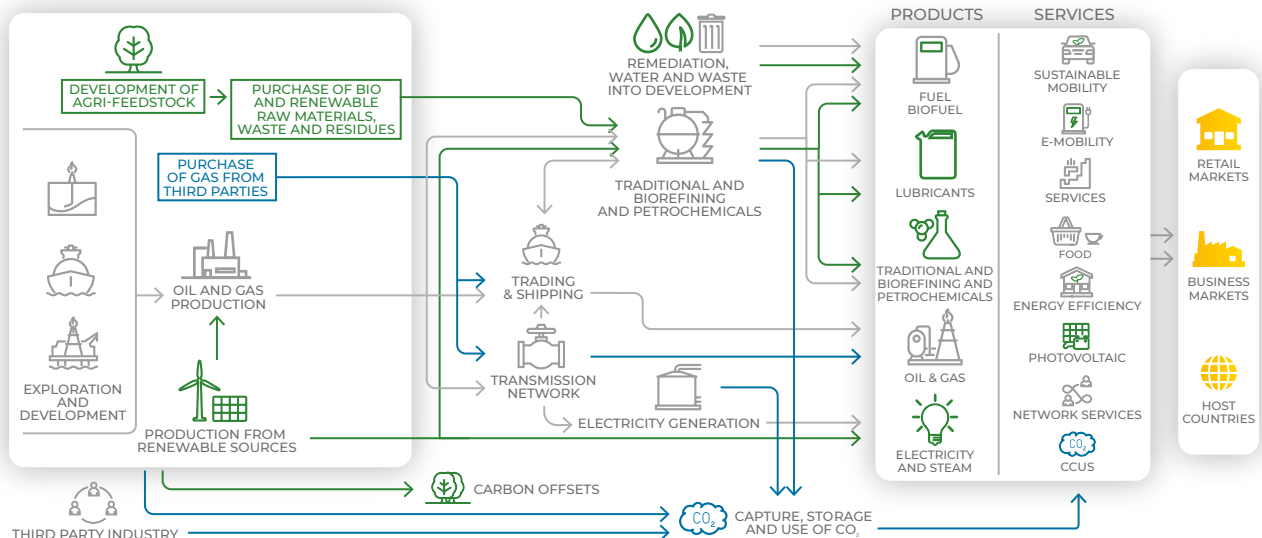 PRODUCTS
SERVICES
DEVELOPMENT OF
AGRI-FEEDSTOCK
PURCHASE OF BIO
AND RENEWABLE
RAW MATERIALS,
WASTE AND RESIDUES
PURCHASE
OF GAS FROM
THIRD PARTIES
OIL AND GAS
PRODUCTION
EXPLORATION
AND
DEVELOPMENT
PRODUCTION FROM
RENEWABLE SOURCES
REMEDIATION,
WATER AND WASTE
INTO DEVELOPMENT
TRADITIONAL AND
BIOREFINING
AND PETROCHEMICALS
TRADING
& SHIPPING
TRANSMISSION
NETWORK
ELECTRICITY GENERATION
CARBON OFFSETS
THIRD PARTY INDUSTRY
CO₂
CAPTURE, STORAGE
AND USE OF CO₂
FUEL
BIOFUEL
LUBRICANTS
TRADITIONAL AND
BIOREFINING AND
PETROCHEMICALS
OIL & GAS
ELECTRICITY
AND STEAM
SUSTAINABLE
MOBILITY
E-MOBILITY
SERVICES
FOOD
ENERGY EFFICIENCY
PHOTOVOLTAIC
NETWORK SERVICES
CO₂
CCUS
RETAIL
MARKETS
BUSINESS
MARKETS
HOST
COUNTRIES